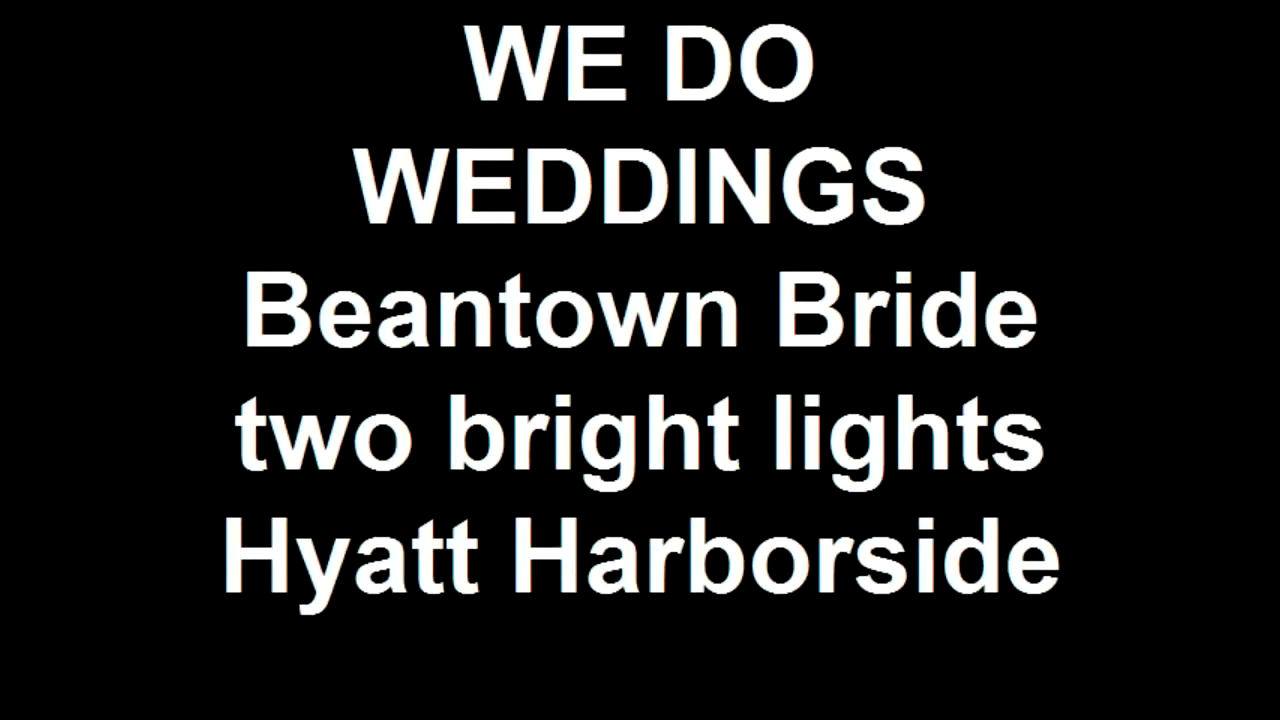 WE DO
WEDDINGS
Beantown Bride
two bright lights
Hyatt Harborside